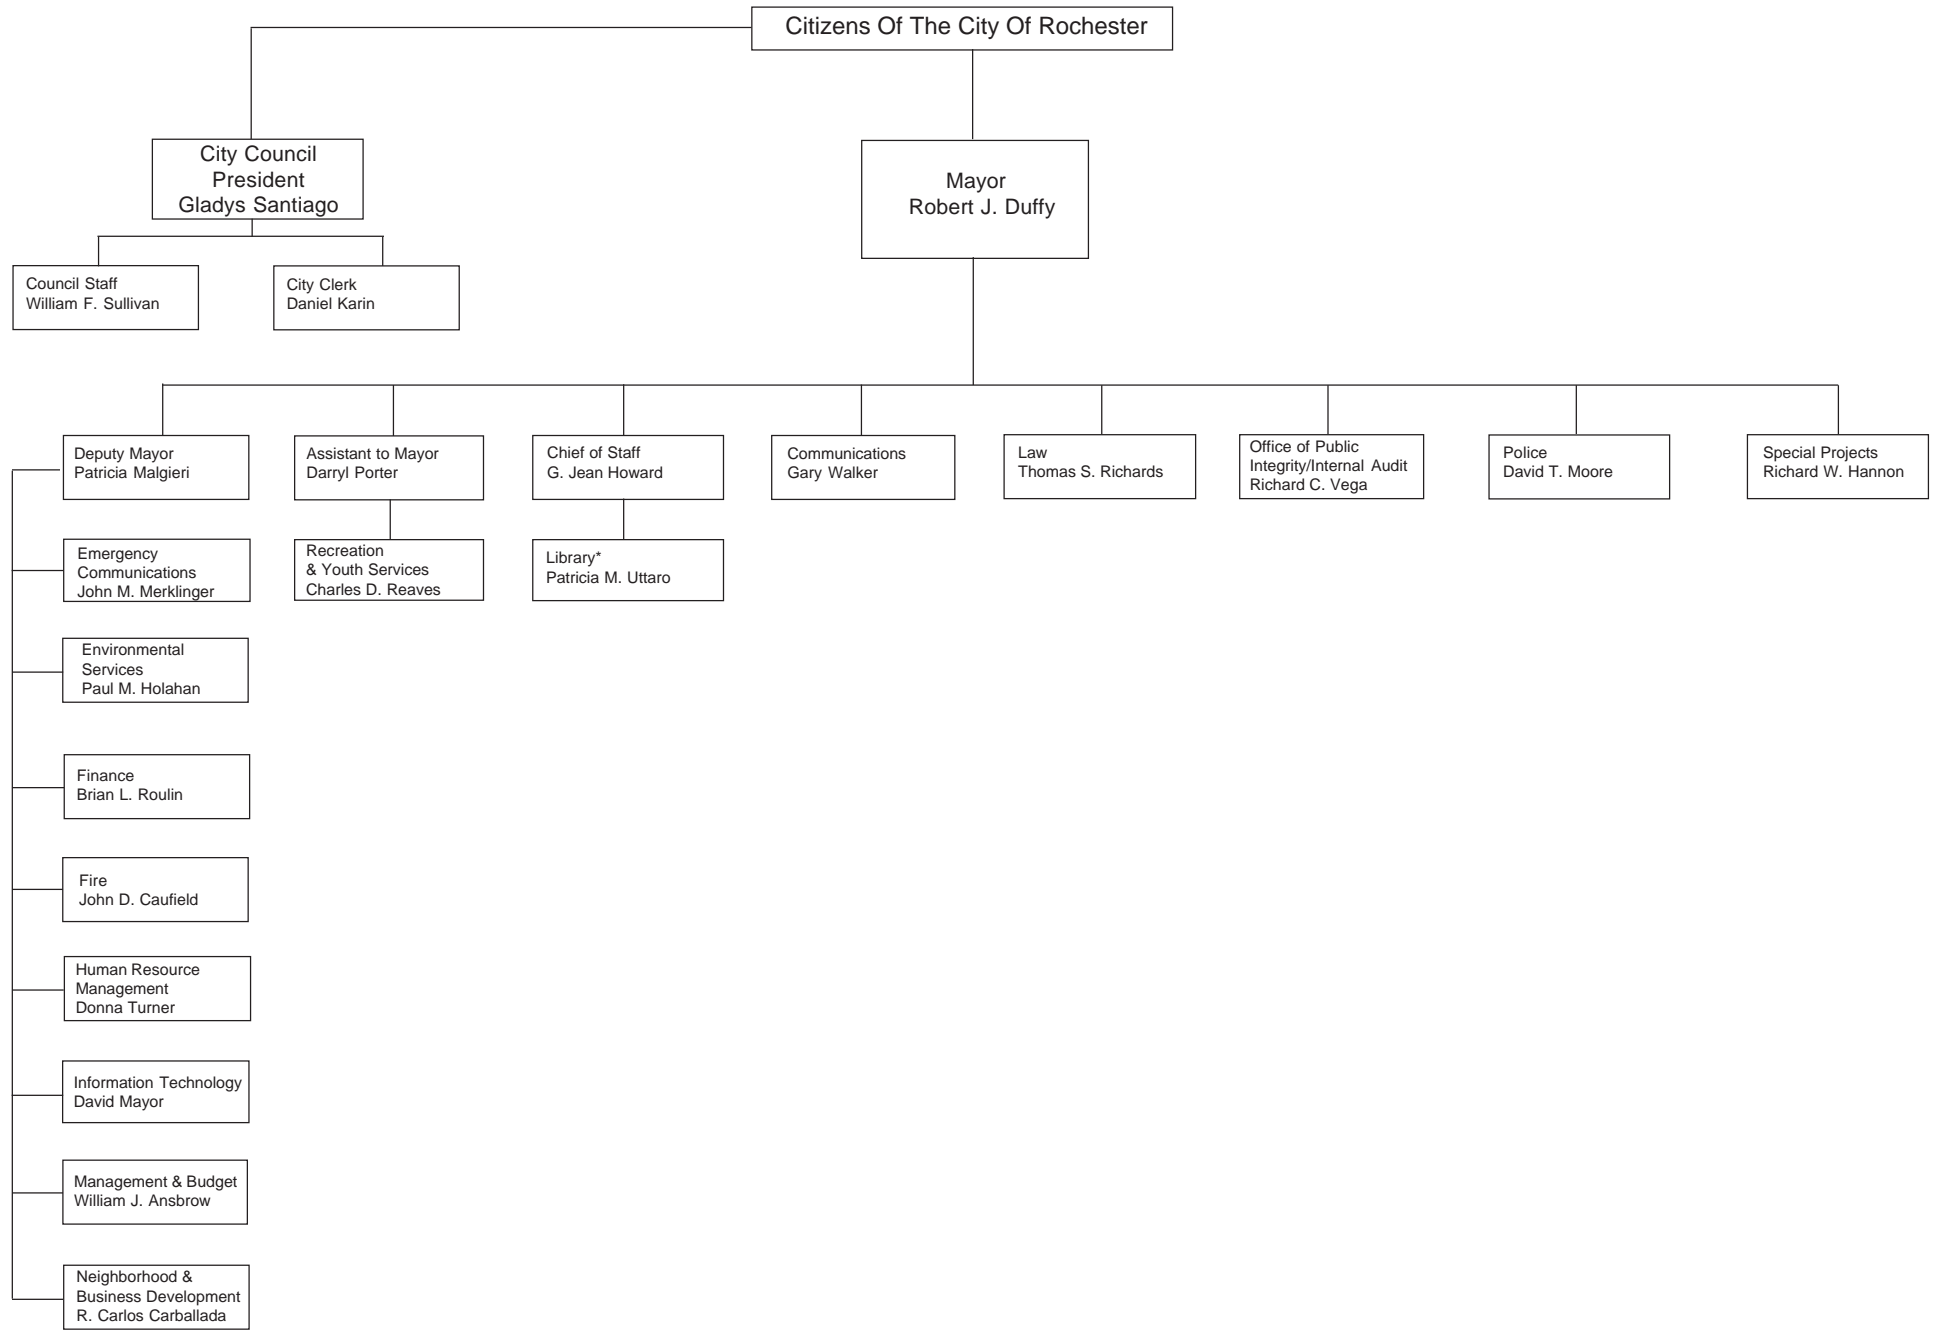 Citizens Of The City Of Rochester
City Council
President
Gladys Santiago
Mayor
Robert J. Duffy
Council Staff
William F. Sullivan
City Clerk
Daniel Karin
Deputy Mayor
Patricia Malgieri
Assistant to Mayor
Darryl Porter
Chief of Staff
G. Jean Howard
Communications
Gary Walker
Law
Thomas S. Richards
Office of Public
Integrity/Internal Audit
Richard C. Vega
Police
David T. Moore
Special Projects
Richard W. Hannon
Emergency
Communications
John M. Merklinger
Recreation
& Youth Services
Charles D. Reaves
Library*
Patricia M. Uttaro
Environmental
Services
Paul M. Holahan
Finance
Brian L. Roulin
Fire
John D. Caufield
Human Resource
Management
Donna Turner
Information Technology
David Mayor
Management & Budget
William J. Ansbrow
Neighborhood &
Business Development
R. Carlos Carballada